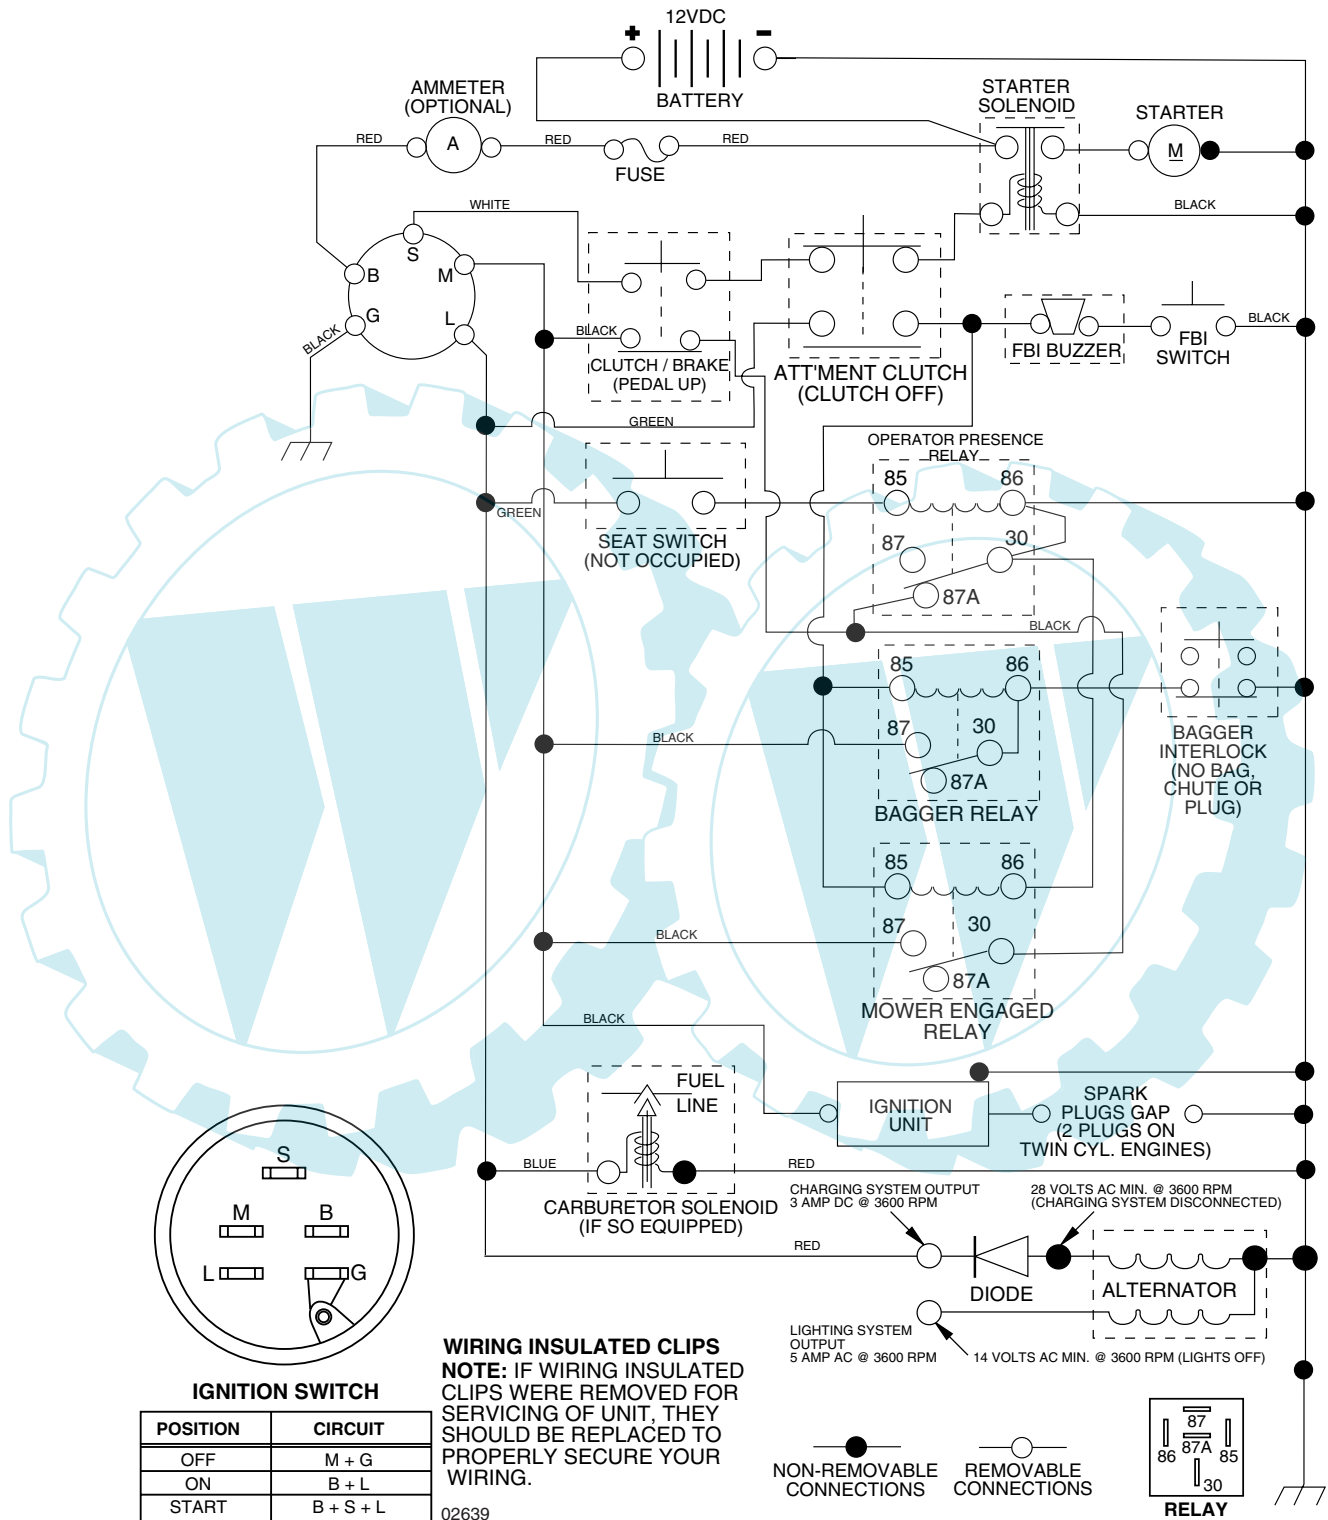 12VDC
+ -
BATTERY
AMMETER
(OPTIONAL)
STARTER
SOLENOID
STARTER
RED
A
RED
RED
FUSE
M
WHITE
BLACK
S
B
M
G
L
BLACK
BLACK
CLUTCH / BRAKE
(PEDAL UP)
ATT'MENT CLUTCH
(CLUTCH OFF)
FBI BUZZER
FBI
SWITCH
BLACK
GREEN
OPERATOR PRESENCE
RELAY
85
86
GREEN
SEAT SWITCH
(NOT OCCUPIED)
87
30
87A
BLACK
85
86
87
30
87A
BLACK
BAGGER RELAY
BAGGER
INTERLOCK
(NO BAG,
CHUTE OR
PLUG)
85
86
87
30
87A
BLACK
MOWER ENGAGED
RELAY
BLACK
FUEL
LINE
IGNITION
UNIT
SPARK
PLUGS GAP
(2 PLUGS ON
TWIN CYL. ENGINES)
BLUE
RED
CARBURETOR SOLENOID
(IF SO EQUIPPED)
CHARGING SYSTEM OUTPUT
3 AMP DC @ 3600 RPM
28 VOLTS AC MIN. @ 3600 RPM
(CHARGING SYSTEM DISCONNECTED)
RED
DIODE
ALTERNATOR
LIGHTING SYSTEM
OUTPUT
5 AMP AC @ 3600 RPM
14 VOLTS AC MIN. @ 3600 RPM (LIGHTS OFF)
S
M
B
L
G
IGNITION SWITCH
POSITION CIRCUIT
OFF M + G
ON B + L
START B + S + L
WIRING INSULATED CLIPS
NOTE: IF WIRING INSULATED
CLIPS WERE REMOVED FOR
SERVICING OF UNIT, THEY
SHOULD BE REPLACED TO
PROPERLY SECURE YOUR
WIRING.
02639
NON-REMOVABLE
CONNECTIONS
REMOVABLE
CONNECTIONS
87
86
87A
85
30
RELAY